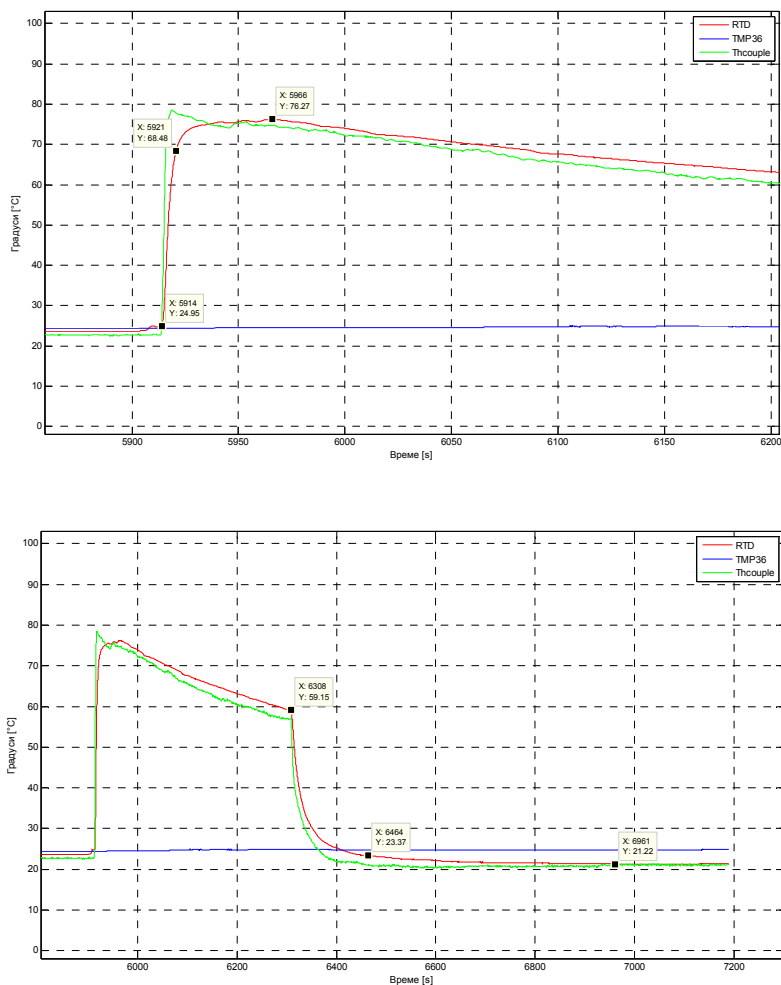 100
90
80
70
60
50
40
30
20
10
0
Градуси [°C]
RTD
TMP36
Thcouple
X: 5966
Y: 76.27
X: 5921
Y: 68.48
X: 5914
Y: 24.95
5900
5950
6000
6050
6100
6150
6200
Време [s]
100
90
80
70
60
50
40
30
20
10
0
Градуси [°C]
RTD
TMP36
Thcouple
X: 6308
Y: 59.15
X: 6464
Y: 23.37
X: 6961
Y: 21.22
6000
6200
6400
6600
6800
7000
7200
Време [s]